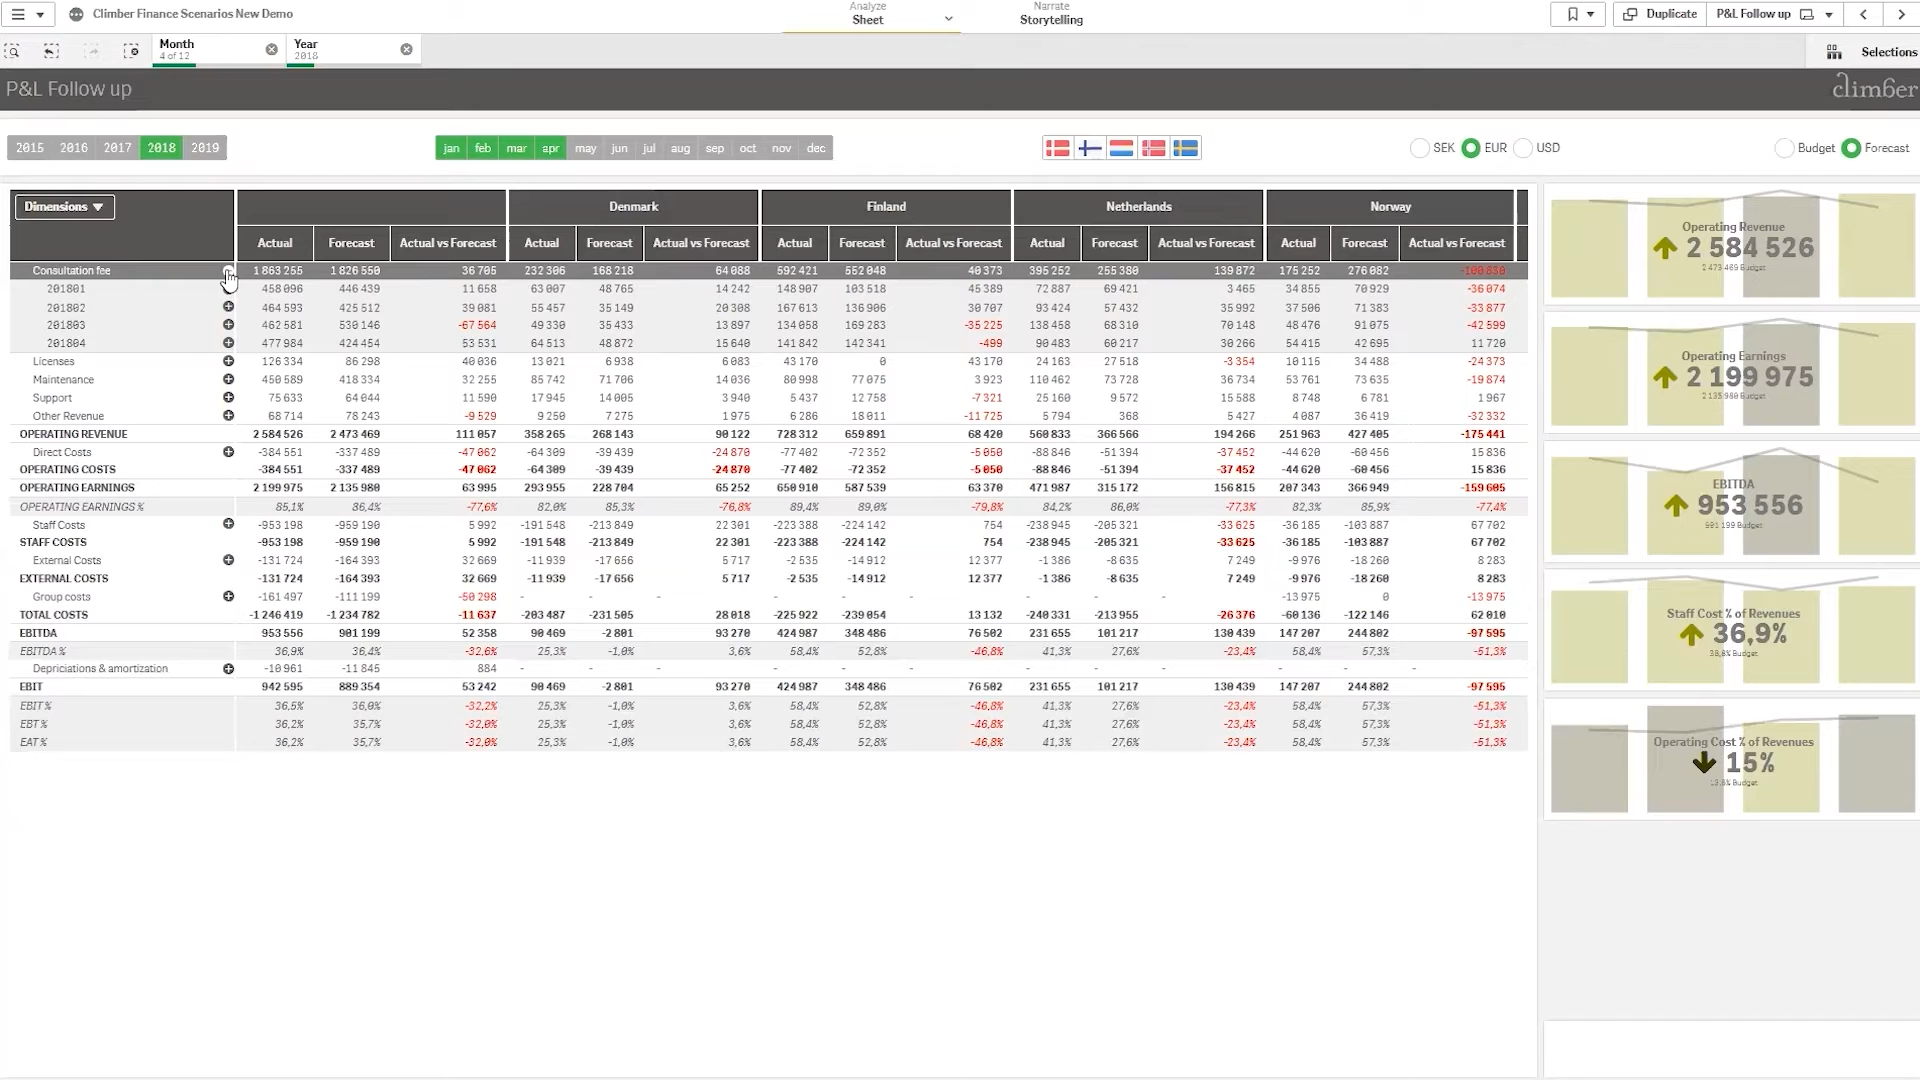 Climber Finance Scenarios New Demo
Analyze
Sheet
Narrate
Storytelling
Duplicate
P&L Follow up
Month
4 of 12
Year
2018
Selections
P&L Follow up
climber
2015 2016 2017 2018 2019
jan feb mar apr may jun jul aug sep oct nov dec
SEK EUR USD
Budget Forecast
Dimensions Denmark Finland Netherlands Norway
Actual Forecast Actual vs Forecast Actual Forecast Actual vs Forecast Actual Forecast Actual vs Forecast Actual Forecast Actual vs Forecast Actual Forecast Actual vs Forecast
Consultation fee 1 863 255 1 826 550 36 705 232 306 168 218 64 088 592 421 552 048 40 373 395 252 255 380 139 872 175 252 276 082 -100 830
201801 458 096 446 439 11 658 63 007 48 765 14 242 148 907 103 518 45 389 72 887 69 421 3 465 34 855 70 929 -36 074
201802 464 593 425 512 39 081 55 457 35 149 20 308 167 613 136 906 30 707 93 424 57 432 35 992 37 506 71 383 -33 877
201803 462 581 530 146 -67 564 49 330 35 433 13 897 134 058 169 283 -35 225 138 458 68 310 70 148 48 476 91 075 -42 599
201804 477 984 424 454 53 531 64 513 48 872 15 640 141 842 142 341 -499 90 483 60 217 30 266 54 415 42 695 11 720
Licenses 126 334 86 298 40 036 13 021 6 938 6 083 43 170 0 43 170 24 163 27 518 -3 354 10 115 34 488 -24 373
Maintenance 450 589 418 334 32 255 85 742 71 706 14 036 80 998 77 075 3 923 110 462 73 728 36 734 53 761 73 635 -19 874
Support 75 633 64 044 11 590 17 945 14 005 3 940 5 437 12 758 -7 321 25 160 9 572 15 588 8 748 6 781 1 967
Other Revenue 68 714 78 243 -9 529 9 250 7 275 1 975 6 286 18 011 -11 725 5 794 368 5 427 4 087 36 419 -32 332
OPERATING REVENUE 2 584 526 2 473 469 111 057 358 265 268 143 90 122 728 312 659 891 68 420 560 833 366 566 194 266 251 963 427 405 -175 441
Direct Costs -384 551 -337 489 -47 062 -64 309 -39 439 -24 870 -77 402 -72 352 -5 050 -88 846 -51 394 -37 452 -44 620 -60 456 15 836
OPERATING COSTS -384 551 -337 489 -47 062 -64 309 -39 439 -24 870 -77 402 -72 352 -5 050 -88 846 -51 394 -37 452 -44 620 -60 456 15 836
OPERATING EARNINGS 2 199 975 2 135 980 63 995 293 955 228 704 65 252 650 910 587 539 63 370 471 987 315 172 156 815 207 343 366 949 -159 605
OPERATING EARNINGS % 85,1% 86,4% -77,6% 82,0% 85,3% -76,8% 89,4% 89,0% -79,8% 84,2% 86,0% -77,3% 82,3% 85,9% -77,4%
Staff Costs -953 198 -959 190 5 992 -191 548 -213 849 22 301 -223 388 -224 142 754 -238 945 -205 321 -33 625 -36 185 -103 887 67 702
STAFF COSTS -953 198 -959 190 5 992 -191 548 -213 849 22 301 -223 388 -224 142 754 -238 945 -205 321 -33 625 -36 185 -103 887 67 702
External Costs -131 724 -164 393 32 669 -11 939 -17 656 5 717 -2 535 -14 912 12 377 -1 386 -8 635 7 249 -9 976 -18 260 8 283
EXTERNAL COSTS -131 724 -164 393 32 669 -11 939 -17 656 5 717 -2 535 -14 912 12 377 -1 386 -8 635 7 249 -9 976 -18 260 8 283
Group costs -161 497 -111 199 -50 298 - - - - - - - - - -13 975 0 -13 975
TOTAL COSTS -1 246 419 -1 234 782 -11 637 -203 487 -231 505 28 018 -225 922 -239 054 13 132 -240 331 -213 955 -26 376 -60 136 -122 146 62 010
EBITDA 953 556 901 199 52 358 90 469 -2 801 93 270 424 987 348 486 76 502 231 655 101 217 130 439 147 207 244 802 -97 595
EBITDA % 36,9% 36,4% -32,6% 25,3% -1,0% 3,6% 58,4% 52,8% -46,8% 41,3% 27,6% -23,4% 58,4% 57,3% -51,3%
Depriciations & amortization -10 961 -11 845 884 - - - - - - - - - - - -
EBIT 942 595 889 354 53 242 90 469 -2 801 93 270 424 987 348 486 76 502 231 655 101 217 130 439 147 207 244 802 -97 595
EBIT % 36,5% 36,0% -32,2% 25,3% -1,0% 3,6% 58,4% 52,8% -46,8% 41,3% 27,6% -23,4% 58,4% 57,3% -51,3%
EBT % 36,2% 35,7% -32,0% 25,3% -1,0% 3,6% 58,4% 52,8% -46,8% 41,3% 27,6% -23,4% 58,4% 57,3% -51,3%
EAT % 36,2% 35,7% -32,0% 25,3% -1,0% 3,6% 58,4% 52,8% -46,8% 41,3% 27,6% -23,4% 58,4% 57,3% -51,3%
Operating Revenue
2 584 526
2 473 469 Budget
Operating Earnings
2 199 975
2 135 980 Budget
EBITDA
953 556
901 199 Budget
Staff Cost % of Revenues
36,9%
Budget
Operating Cost % of Revenues
15%
Budget